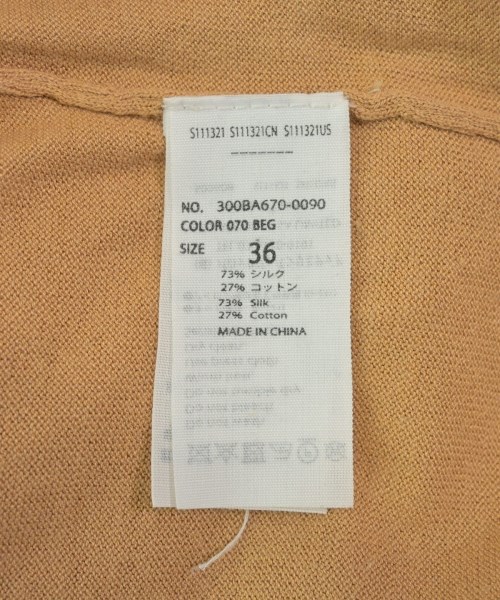 S111321 S111321CN S111321US
-------
NO. 300BA670-0090
COLOR 070 BEG
SIZE 36
73% シルク
27% コットン
73% Silk
27% Cotton
MADE IN CHINA